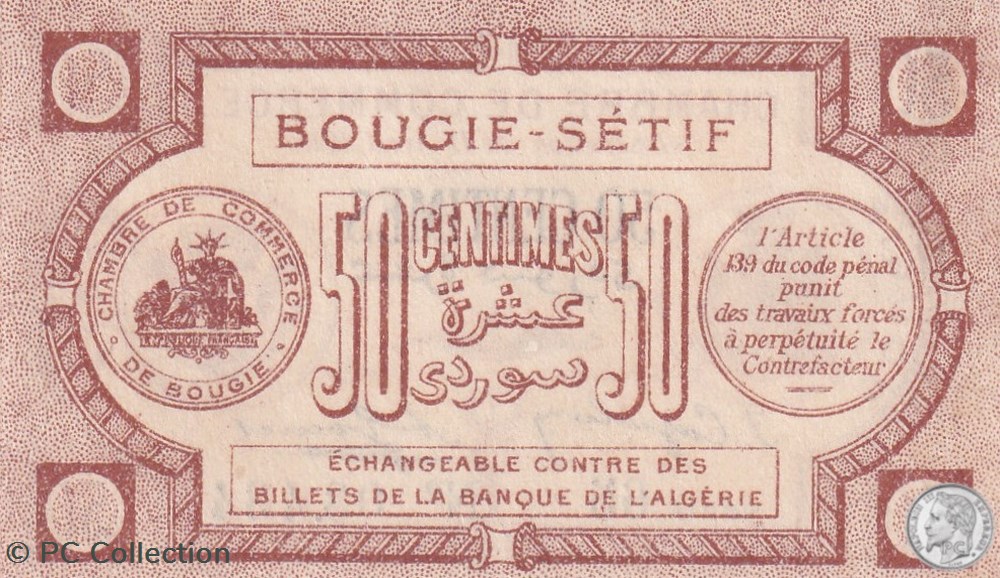 BOUGIE-SÉTIF
CHAMBRE DE COMMERCE
DE BOUGIE.
50 CENTIMES 50
عشرة
سوردى
l'Article
139 du code pénal
punit
des travaux forcés
à perpétuité le
Contrefacteur
ÉCHANGEABLE CONTRE DES
BILLETS DE LA BANQUE DE L'ALGÉRIE
© PC Collection
PC